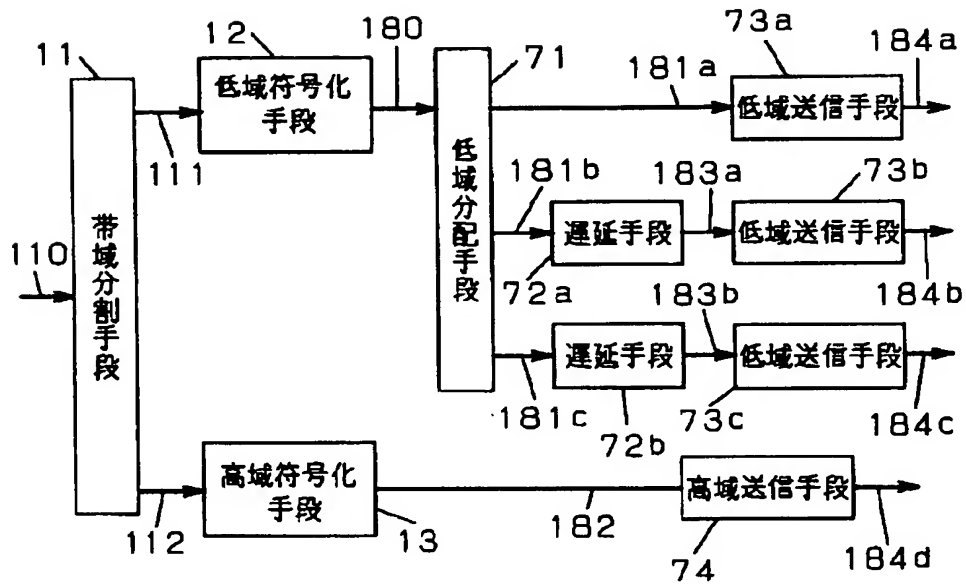 12
180
73a
184a
11
71
181a
低域符号化
手段
低域送信手段
111
低域分配手段
181b
183a
73b
帯域分割手段
遅延手段
低域送信手段
110
72a
183b
184b
遅延手段
低域送信手段
181c
72b
73c
184c
高域符号化
手段
高域送信手段
112
13
182
74
184d